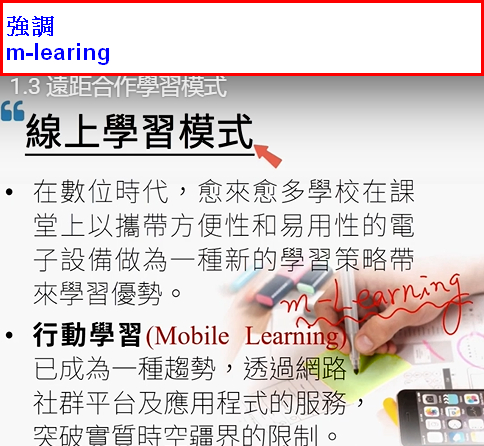 強調
m-learing
1.3 遠距合作學習模式
線上學習模式
• 在數位時代，愈來愈多學校在課
堂上以攜帶方便性和易用性的電
子設備做為一種新的學習策略帶
來學習優勢。
m-Learning
• 行動學習(Mobile Learning)
已成為一種趨勢，透過網路
社群平台及應用程式的服務，
突破實質時空疆界的限制。